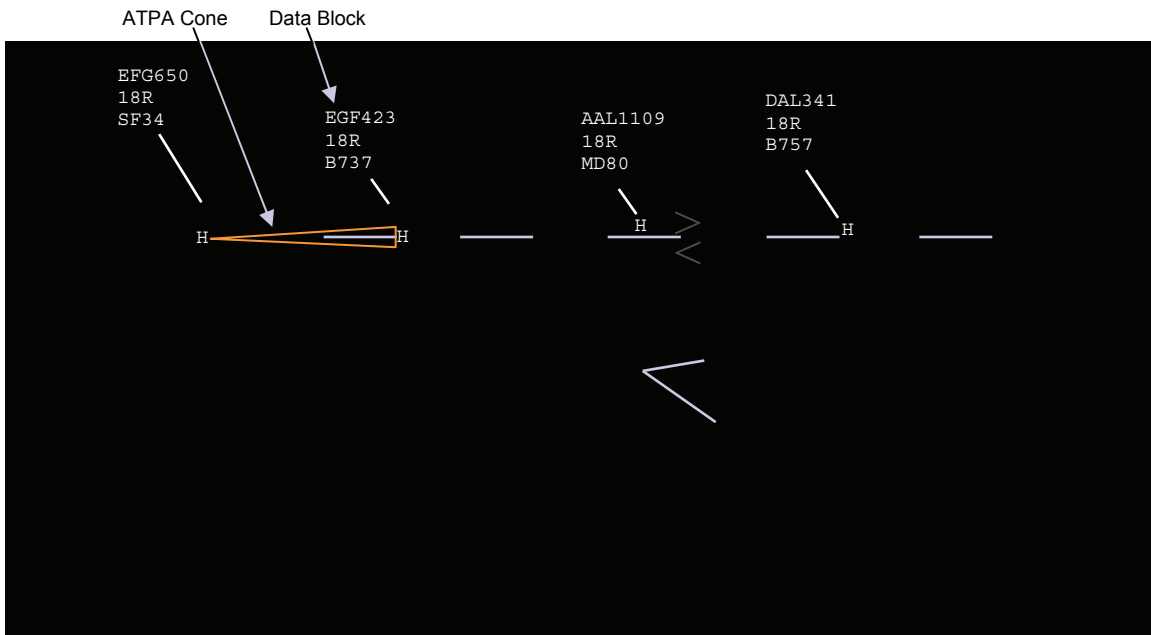 ATPA Cone
Data Block
EFG650
18R
SF34
EGF423
18R
B737
AAL1109
18R
MD80
DAL341
18R
B757
H
H
H
H